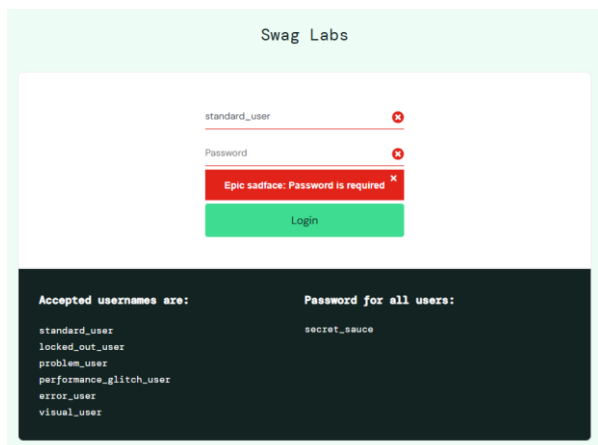 Swag Labs
standard_user
Password
Epic sadface: Password is required
Login
Accepted usernames are:
standard_user
locked_out_user
problem_user
performance_glitch_user
error_user
visual_user
Password for all users:
secret_sauce